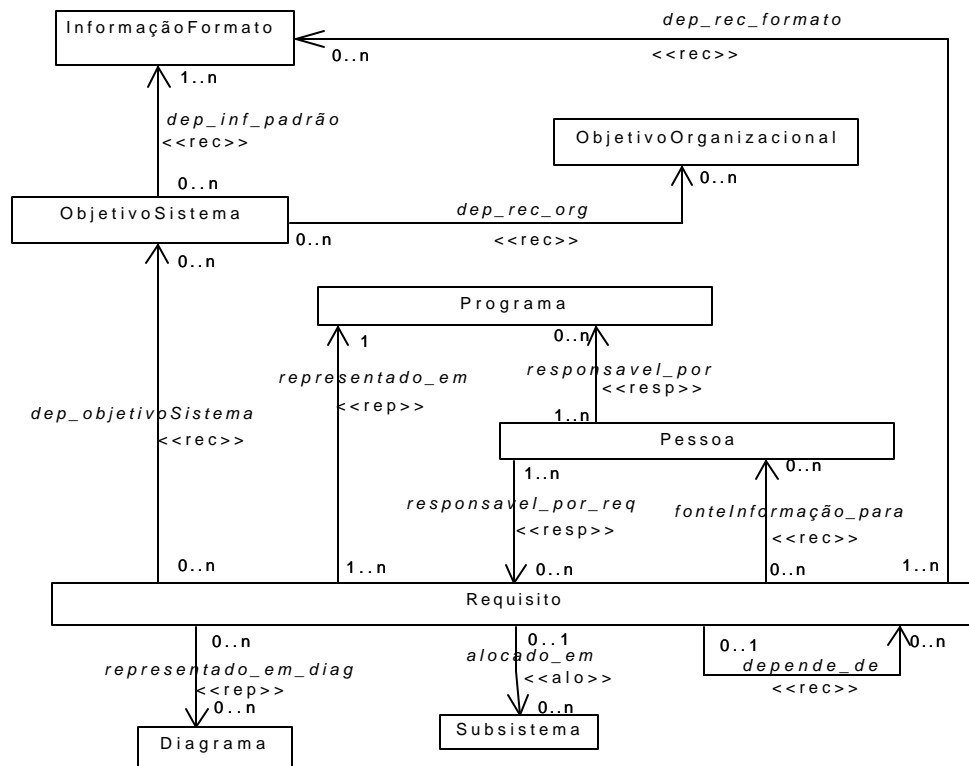 dep_rec_formato
InformaçãoFormato
0..n
<<rec>>
1..n
dep_inf_padrão
<<rec>>
ObjetivoOrganizacional
0..n
0..n
ObjetivoSistema
dep_rec_org
0..n
<<rec>>
0..n
Programa
1
0..n
representado_em
<<rep>>
responsavel_por
<<resp>>
dep_objetivoSistema
<<rec>>
1..n
Pessoa
1..n
0..n
responsavel_por_req
<<resp>>
fonteInformação_para
<<rec>>
0..n
1..n
0..n
0..n
1..n
Requisito
0..n
0..1
0..1
0..n
representado_em_diag
<<rep>>
alocado_em
<<alo>>
depende_de
<<rec>>
0..n
0..n
Diagrama
Subsistema